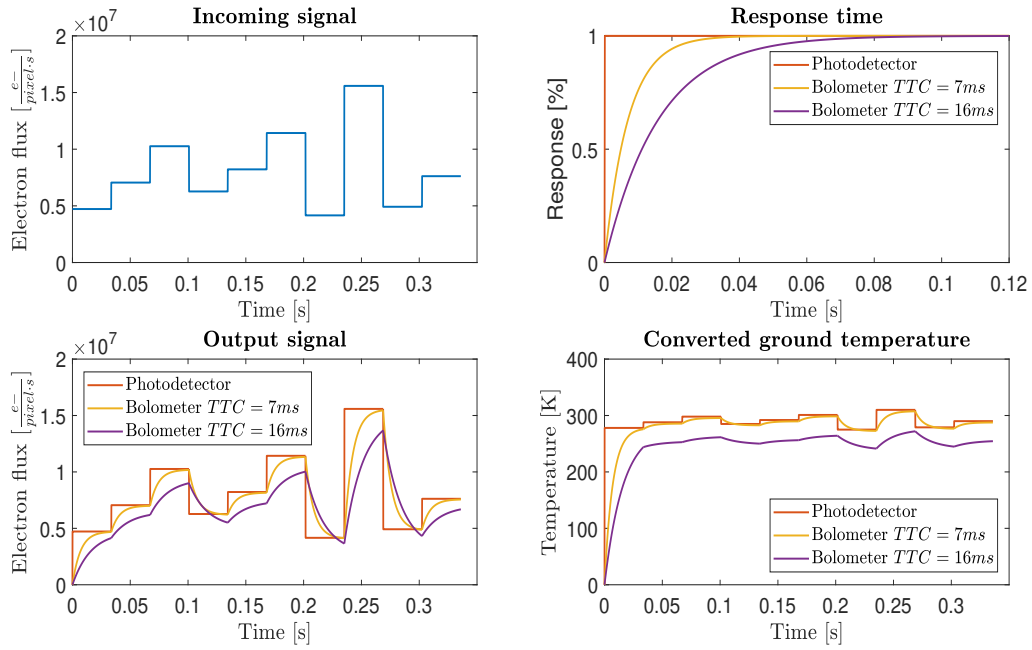 Incoming signal
×10^7
Electron flux [e−/pixel·s]
2
1.5
1
0.5
0
0 0.05 0.1 0.15 0.2 0.25 0.3
Time [s]
Response time
Response [%]
1
0.5
0
Photodetector
Bolometer TTC = 7ms
Bolometer TTC = 16ms
0 0.02 0.04 0.06 0.08 0.1 0.12
Time [s]
Output signal
×10^7
Electron flux [e−/pixel·s]
2
1.5
1
0.5
0
Photodetector
Bolometer TTC = 7ms
Bolometer TTC = 16ms
0 0.05 0.1 0.15 0.2 0.25 0.3
Time [s]
Converted ground temperature
Temperature [K]
400
300
200
100
0
Photodetector
Bolometer TTC = 7ms
Bolometer TTC = 16ms
0 0.05 0.1 0.15 0.2 0.25 0.3
Time [s]